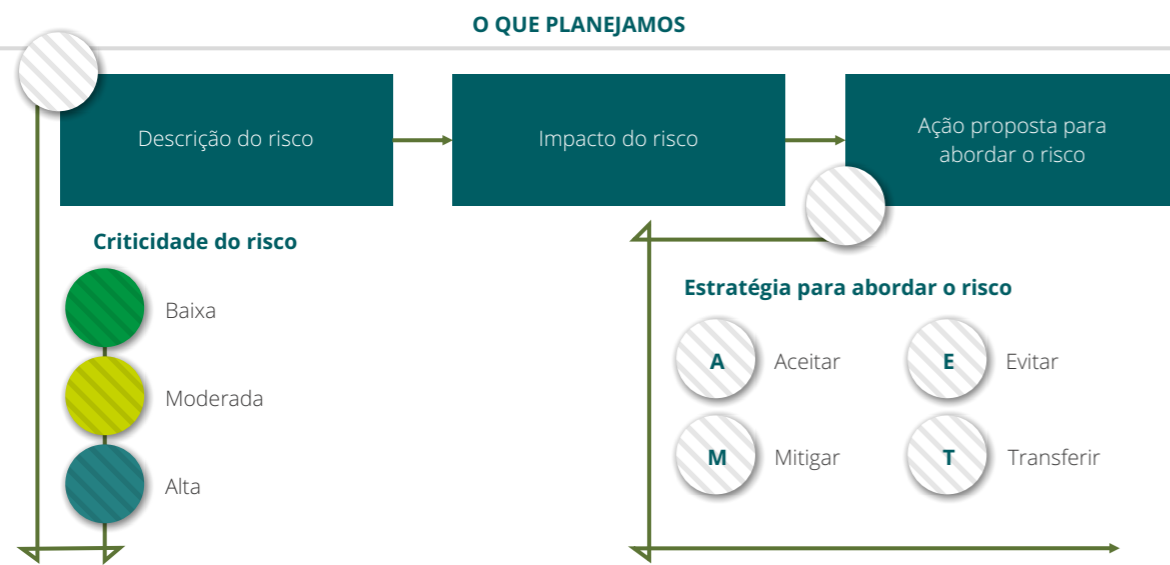 O QUE PLANEJAMOS
Descrição do risco
Impacto do risco
Ação proposta para
abordar o risco
Criticidade do risco
Baixa
Moderada
Alta
Estratégia para abordar o risco
A Aceitar
E Evitar
M Mitigar
T Transferir